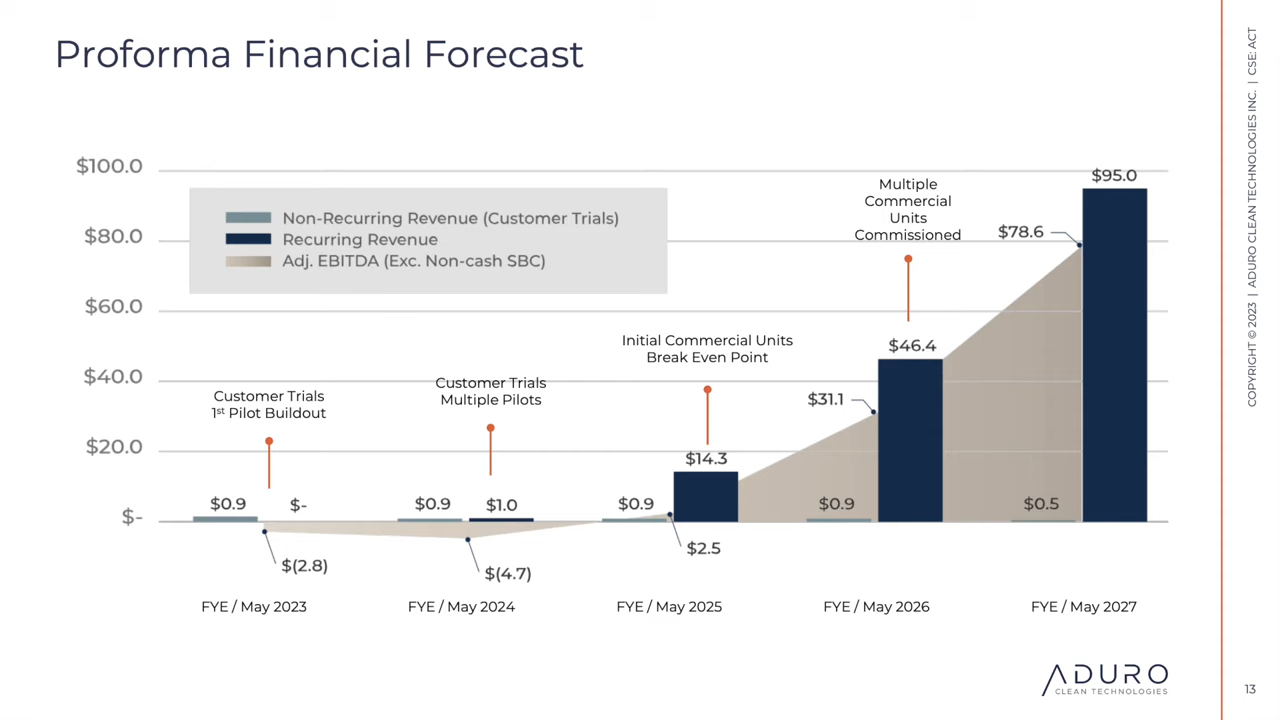 Proforma Financial Forecast
COPYRIGHT © 2023 | ADURO CLEAN TECHNOLOGIES INC. | CSE: ACT
$100.0
$80.0
$60.0
$40.0
$20.0
$-
Non-Recurring Revenue (Customer Trials)
Recurring Revenue
Adj. EBITDA (Exc. Non-cash SBC)
Customer Trials
1st Pilot Buildout
$0.9
$-
$(2.8)
Customer Trials
Multiple Pilots
$0.9
$1.0
$(4.7)
Initial Commercial Units
Break Even Point
$14.3
$0.9
$2.5
Multiple
Commercial
Units
Commissioned
$46.4
$31.1
$0.9
$95.0
$78.6
$0.5
FYE / May 2023
FYE / May 2024
FYE / May 2025
FYE / May 2026
FYE / May 2027
ADURO
CLEAN TECHNOLOGIES
13